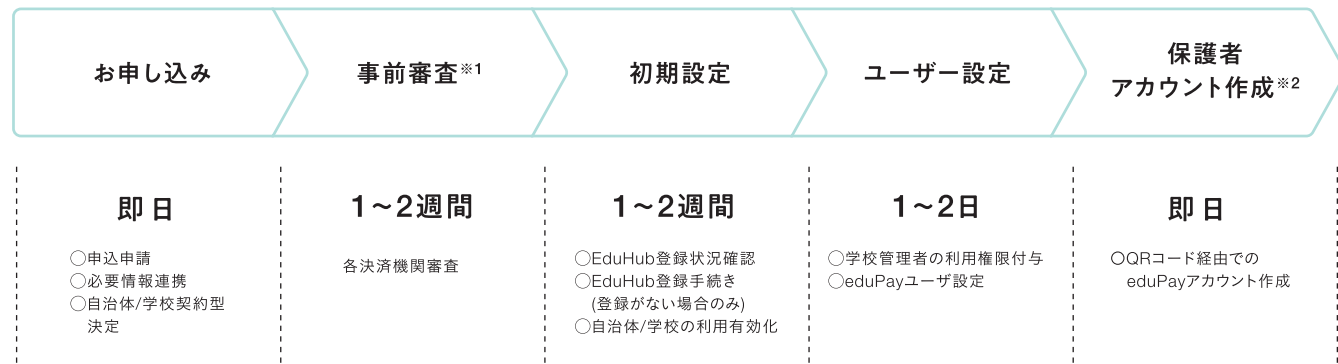 お申し込み
事前審査※1
初期設定
ユーザー設定
保護者
アカウント作成※2
即日
○申込申請
○必要情報連携
○自治体/学校契約型
決定
1～2週間
各決済機関審査
1～2週間
○EduHub登録状況確認
○EduHub登録手続き
(登録がない場合のみ)
○自治体/学校の利用有効化
1～2日
○学校管理者の利用権限付与
○eduPayユーザ設定
即日
○QRコード経由での
eduPayアカウント作成